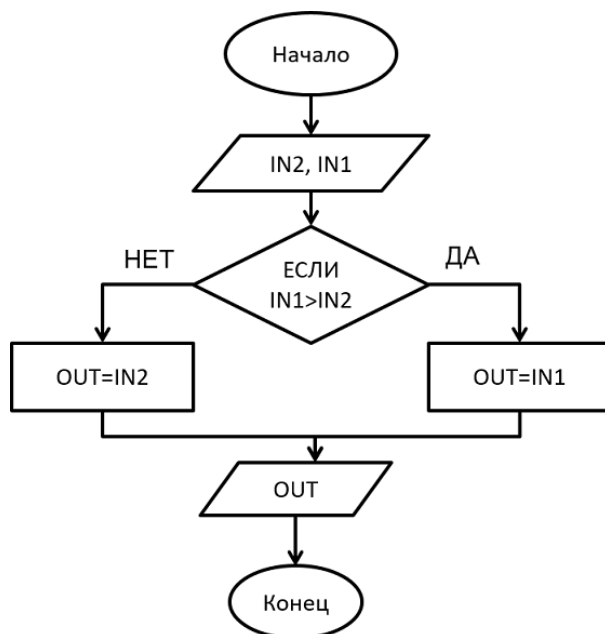 Начало
IN2, IN1
НЕТ
ЕСЛИ
IN1>IN2
ДА
OUT=IN2
OUT=IN1
OUT
Конец